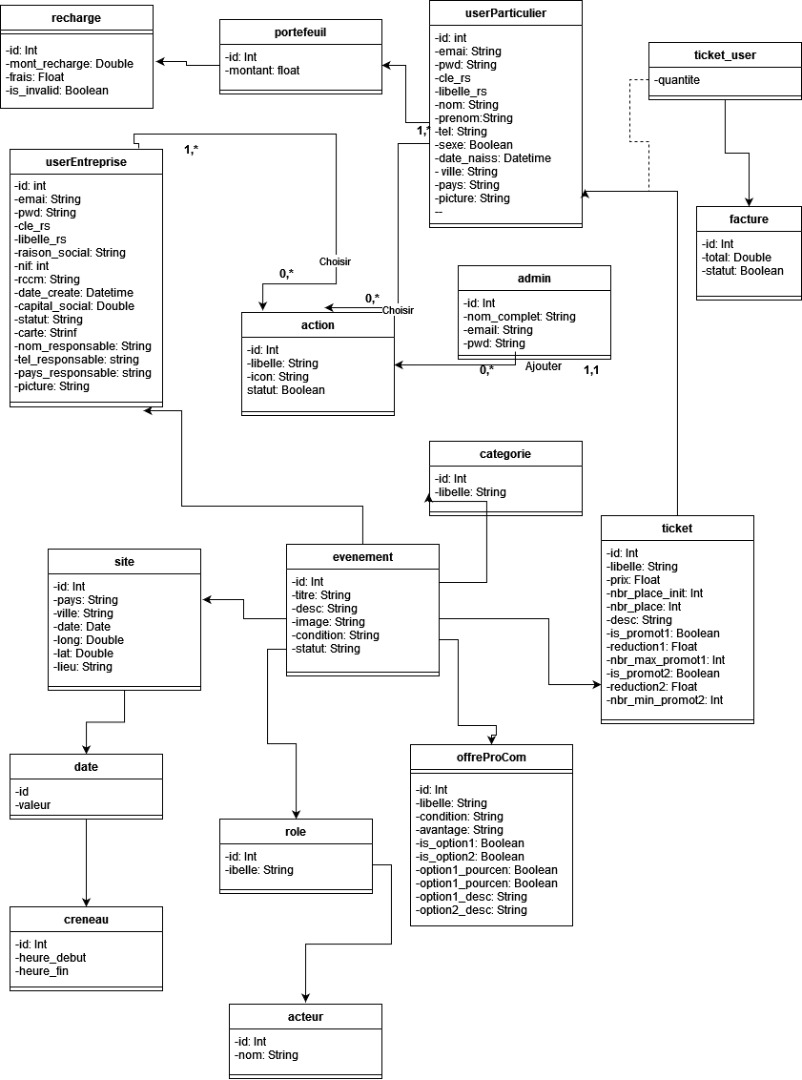 recharge
-id: Int
-mont_recharge: Double
-frais: Float
-is_invalid: Boolean
portefeuil
-id: Int
-montant: float
userParticulier
-id: int
-emai: String
-pwd: String
-cle_rs
-libelle_rs
-nom: String
-prenom:String
-tel: String
-sexe: Boolean
-date_naiss: Datetime
- ville: String
-pays: String
-picture: String
--
1,*
ticket_user
-quantite
facture
-id: Int
-total: Double
-statut: Boolean
1,*
userEntreprise
-id: int
-emai: String
-pwd: String
-cle_rs
-libelle_rs
-raison_social: String
-nif: int
-rccm: String
-date_create: Datetime
-capital_social: Double
-statut: String
-carte: Strinf
-nom_responsable: String
-tel_responsable: string
-pays_responsable: string
-picture: String
Choisir
0,*
0,*
Choisir
action
-id: Int
-libelle: String
-icon: String
statut: Boolean
admin
-id: Int
-nom_complet: String
-email: String
-pwd: String
0,*
Ajouter
1,1
categorie
-id: Int
-libelle: String
ticket
-id: Int
-libelle: String
-prix: Float
-nbr_place_init: Int
-nbr_place: Int
-desc: String
-is_promot1: Boolean
-reduction1: Float
-nbr_max_promot1: Int
-is_promot2: Boolean
-reduction2: Float
-nbr_min_promot2: Int
evenement
-id: Int
-titre: String
-desc: String
-image: String
-condition: String
-statut: String
site
-id: Int
-pays: String
-ville: String
-date: Date
-long: Double
-lat: Double
-lieu: String
date
-id
-valeur
offreProCom
-id: Int
-libelle: String
-condition: String
-avantage: String
-is_option1: Boolean
-is_option2: Boolean
-option1_pourcen: Boolean
-option1_pourcen: Boolean
-option1_desc: String
-option2_desc: String
role
-id: Int
-ibelle: String
creneau
-id: Int
-heure_debut
-heure_fin
acteur
-id: Int
-nom: String